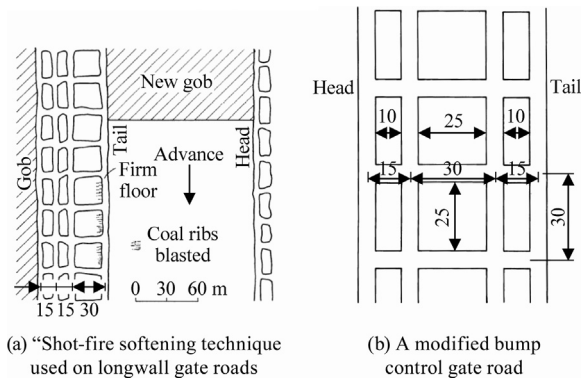 New gob
Gob
Tail
Head
Advance
Firm
floor
Coal ribs
blasted
0 30 60 m
15 15 30
(a) “Shot-fire softening technique
used on longwall gate roads
Head
Tail
10
25
10
15
30
15
25
30
(b) A modified bump
control gate road